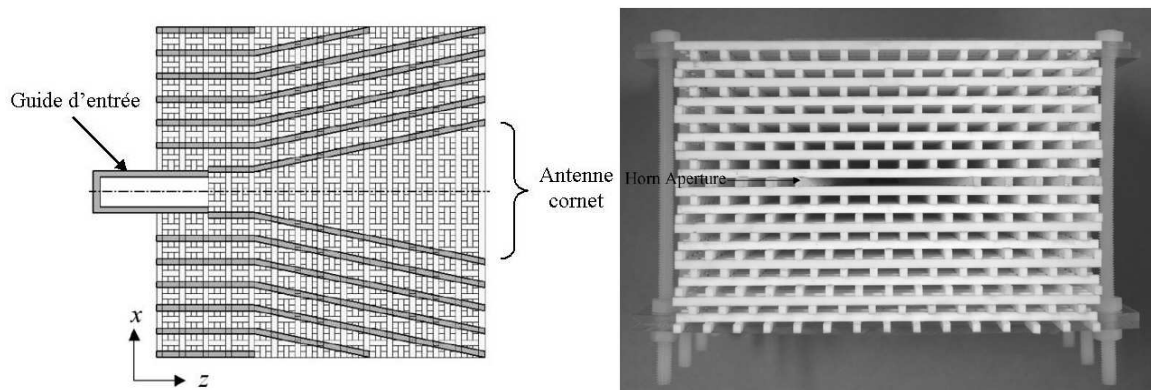 Guide d'entrée
Antenne
cornet
x
z
Horn Aperture